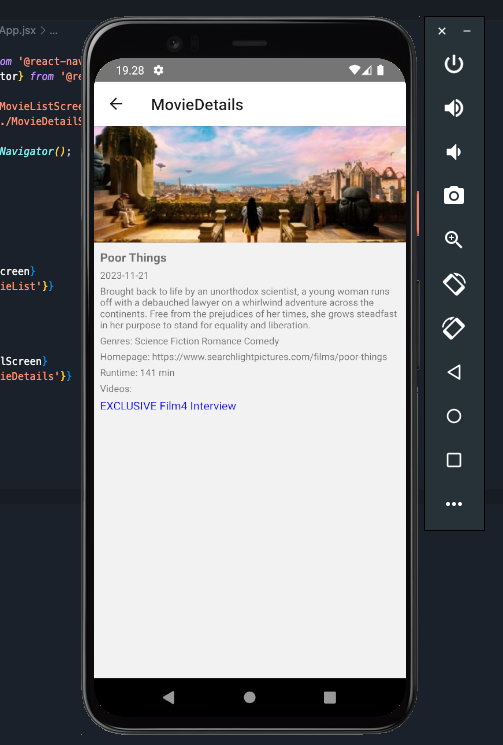 App.jsx > ...
om '@react-nav
tor} from '@re
MovieListScree
./MovieDetailS
Navigator();
creen}
ieList'}}
lScreen}
ieDetails'}}
19.28
MovieDetails
Poor Things
2023-11-21
Brought back to life by an unorthodox scientist, a young woman runs
off with a debauched lawyer on a whirlwind adventure across the
continents. Free from the prejudices of her times, she grows steadfast
in her purpose to stand for equality and liberation.
Genres: Science Fiction Romance Comedy
Homepage: https://www.searchlightpictures.com/films/poor-things
Runtime: 141 min
Videos:
EXCLUSIVE Film4 Interview